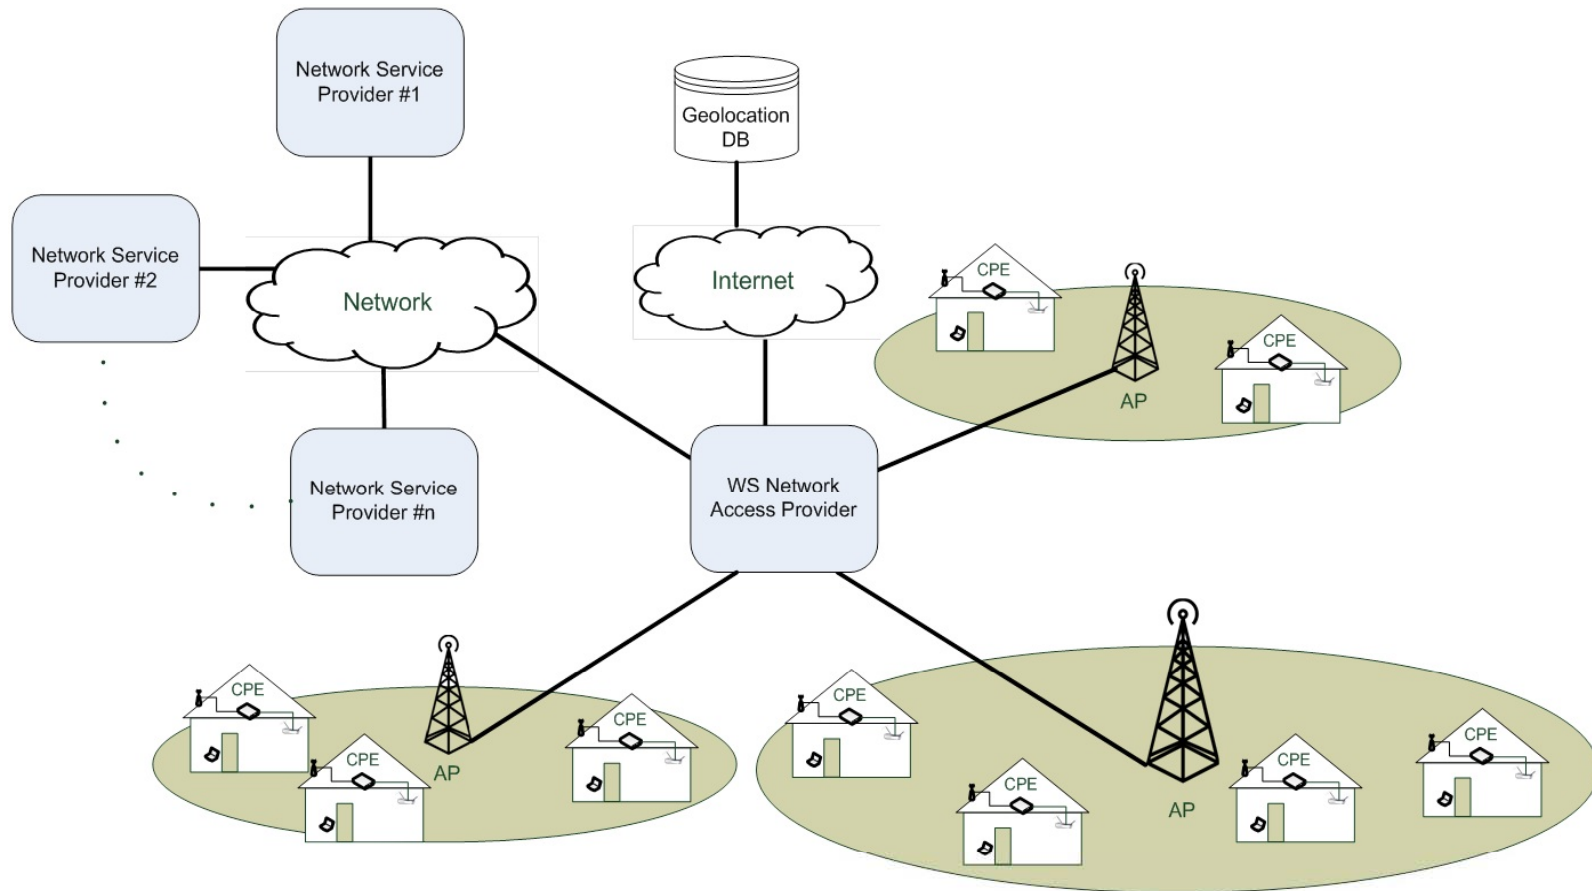 Network Service
Provider #1
Geolocation
DB
Network Service
Provider #2
Network
Internet
CPE
CPE
AP
Network Service
Provider #n
WS Network
Access Provider
CPE
CPE
CPE
AP
CPE
CPE
CPE
CPE
AP